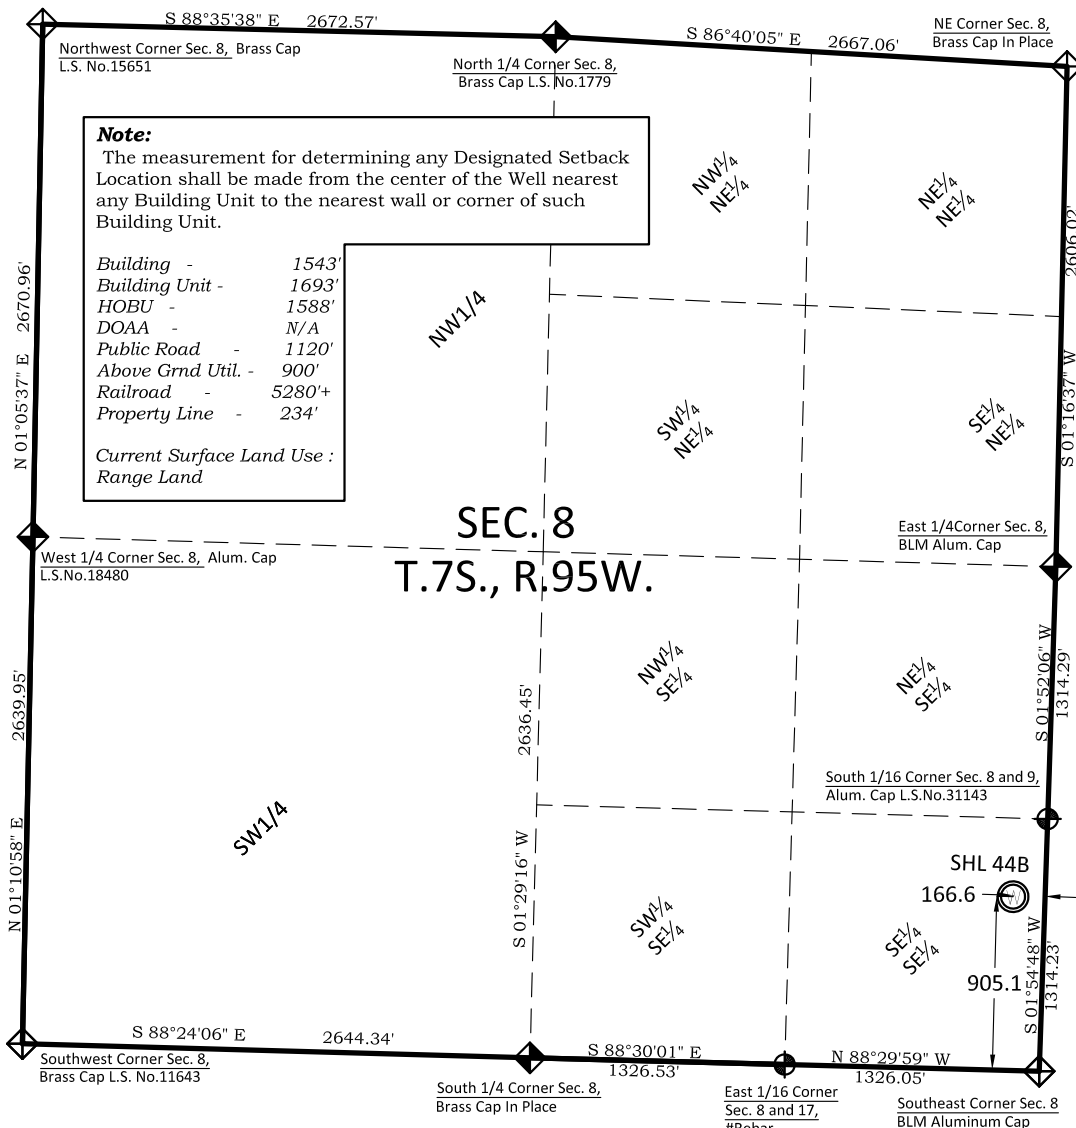 S 88°35'38" E 2672.57'
S 86°40'05" E 2667.06'
NE Corner Sec. 8,
Brass Cap In Place
Northwest Corner Sec. 8, Brass Cap
L.S. No.15651
North 1/4 Corner Sec. 8,
Brass Cap L.S. No.1779
Note:
The measurement for determining any Designated Setback
Location shall be made from the center of the Well nearest
any Building Unit to the nearest wall or corner of such
Building Unit.
Building - 1543'
Building Unit - 1693'
HOBU - 1588'
DOAA - N/A
Public Road - 1120'
Above Grnd Util. - 900'
Railroad - 5280'+
Property Line - 234'
Current Surface Land Use :
Range Land
NW1/4
NE1/4
NE1/4
NE1/4
2606.02'
N 01°05'37" E 2670.96'
NW1/4
SW1/4
NE1/4
SE1/4
NE1/4
S 01°16'37" W
SEC. 8
T.7S., R.95W.
East 1/4Corner Sec. 8,
BLM Alum. Cap
West 1/4 Corner Sec. 8, Alum. Cap
L.S.No.18480
NW1/4
SE1/4
NE1/4
SE1/4
S 01°52'06" W
1314.29'
2639.95'
2636.45'
South 1/16 Corner Sec. 8 and 9,
Alum. Cap L.S.No.31143
SW1/4
N 01°10'58" E
S 01°29'16" W
SHL 44B
166.6
SW1/4
SE1/4
SE1/4
SE1/4
905.1
S 01°54'48" W
1314.23'
S 88°24'06" E 2644.34'
S 88°30'01" E
1326.53'
N 88°29'59" W
1326.05'
Southwest Corner Sec. 8,
Brass Cap L.S. No.11643
South 1/4 Corner Sec. 8,
Brass Cap In Place
East 1/16 Corner
Sec. 8 and 17,
#Rebar
Southeast Corner Sec. 8
BLM Aluminum Cap